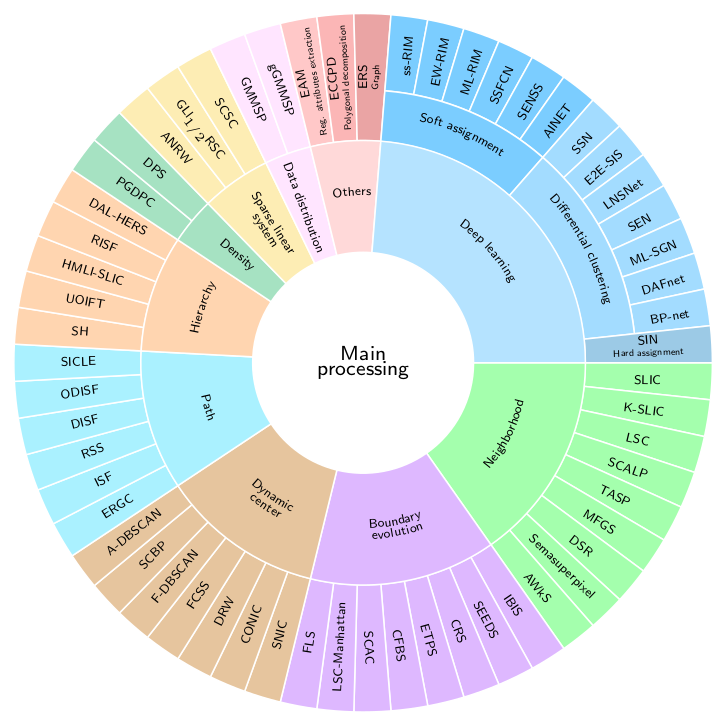 Main
processing
Deep learning
Soft assignment
ss-RIM
EW-RIM
ML-RIM
SSFCN
SENSS
AINET
Differential clustering
SSN
E2E-SIS
LNSNet
SEN
ML-SGN
DAFnet
BP-net
SIN
Hard assignment
Neighborhood
SLIC
K-SLIC
LSC
SCALP
TASP
MFGS
DSR
Semasuperpixel
AWkS
Boundary
evolution
IBIS
SEEDS
CRS
ETPS
CFBS
SCAC
LSC-Manhattan
FLS
Dynamic
center
SNIC
CONIC
DRW
FCSS
F-DBSCAN
SCBP
A-DBSCAN
Path
ERGC
ISF
RSS
DISF
ODISF
SICLE
Hierarchy
SH
UOIFT
HMLI-SLIC
RISF
DAL-HERS
Density
PGDPC
DPS
Sparse linear
system
ANRW
GLl1/2RSC
SCSC
Data distribution
GMMSP
gGMMSP
Others
EAM
Reg. attributes extraction
ECCPD
Polygonal decomposition
ERS
Graph